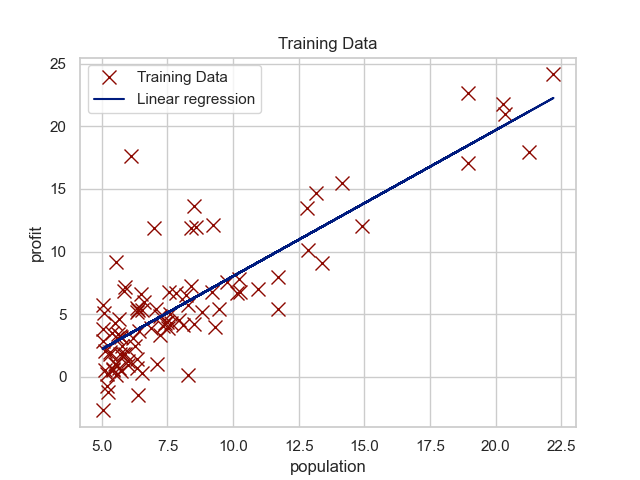 Training Data
25
20
15
10
5
0
Training Data
Linear regression
profit
5.0 7.5 10.0 12.5 15.0 17.5 20.0 22.5
population